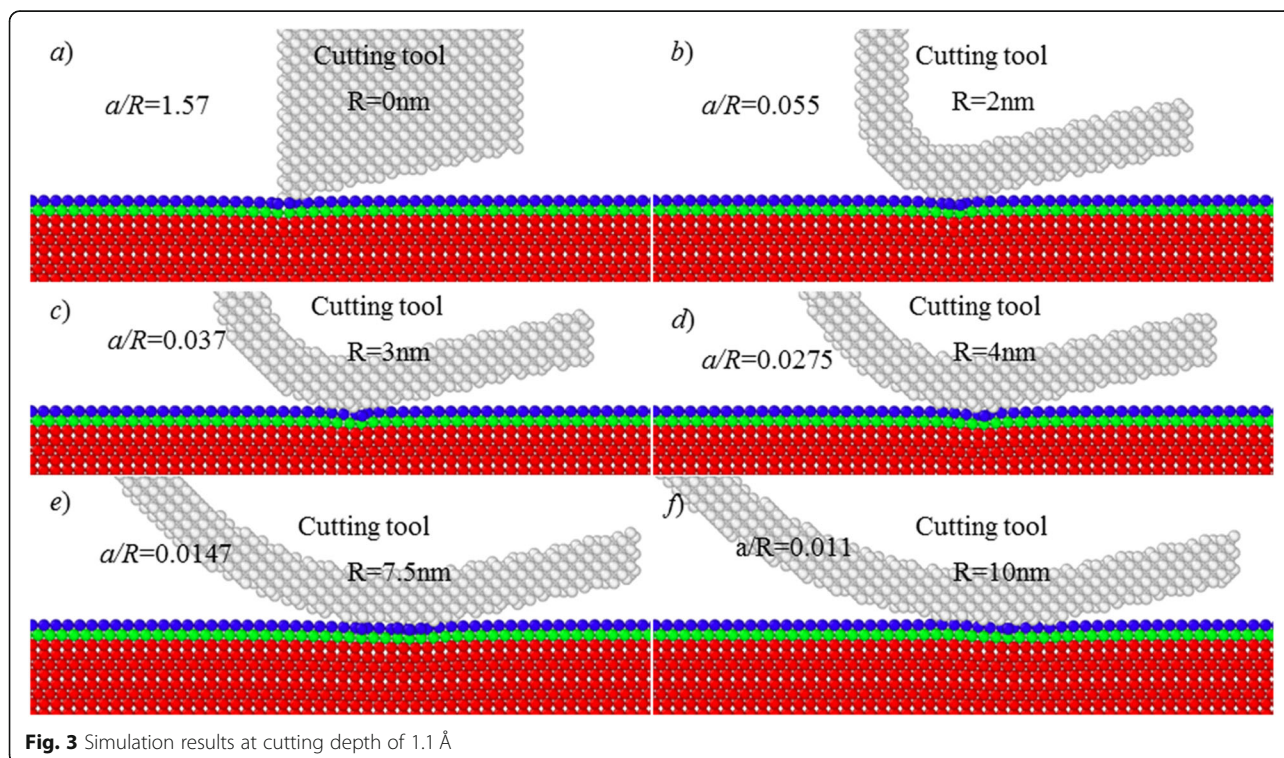 a)
Cutting tool
R=0nm
a/R=1.57
b)
Cutting tool
R=2nm
a/R=0.055
c)
Cutting tool
R=3nm
a/R=0.037
d)
Cutting tool
R=4nm
a/R=0.0275
e)
Cutting tool
R=7.5nm
a/R=0.0147
f)
Cutting tool
R=10nm
a/R=0.011
Fig. 3 Simulation results at cutting depth of 1.1 Å